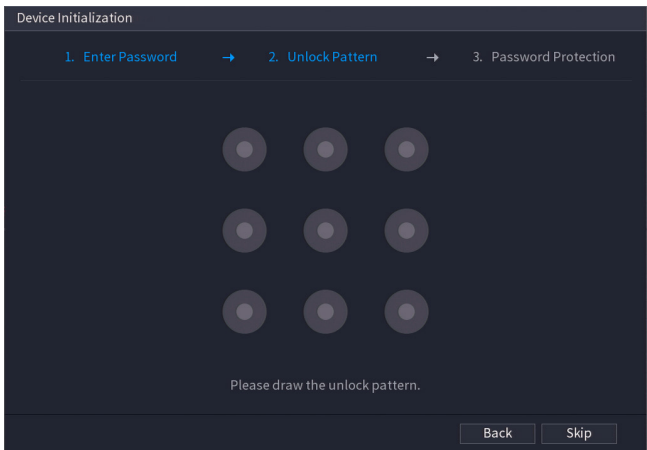 Device Initialization
1. Enter Password → 2. Unlock Pattern → 3. Password Protection
Please draw the unlock pattern.
Back Skip